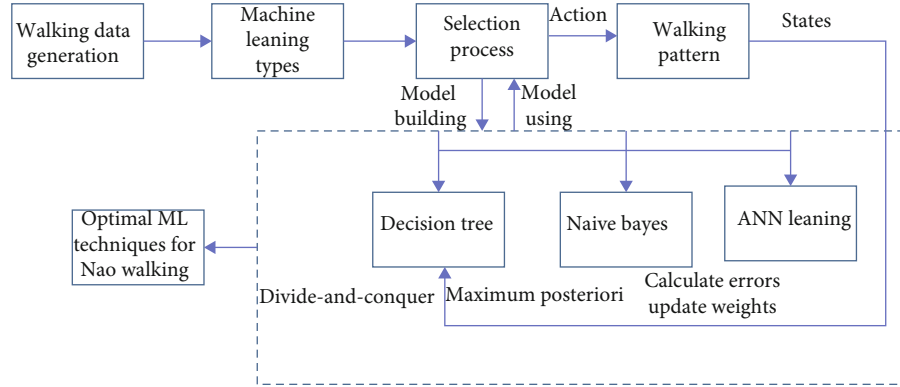 Walking data
generation
Machine
leaning
types
Selection
process
Action
Walking
pattern
States
Model
building
Model
using
Decision tree
Naive bayes
ANN leaning
Optimal ML
techniques for
Nao walking
Divide-and-conquer
Maximum posteriori
Calculate errors
update weights